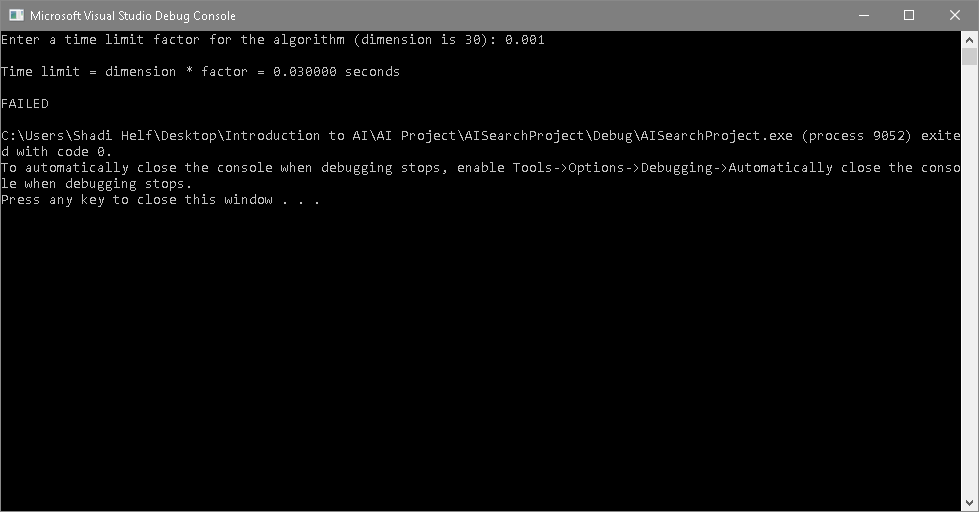 Microsoft Visual Studio Debug Console
Enter a time limit factor for the algorithm (dimension is 30): 0.001
Time limit = dimension * factor = 0.030000 seconds
FAILED
C:\Users\Shadi Helf\Desktop\Introduction to AI\AI Project\AISearchProject\Debug\AISearchProject.exe (process 9052) exite
d with code 0.
To automatically close the console when debugging stops, enable Tools->Options->Debugging->Automatically close the conso
le when debugging stops.
Press any key to close this window . . .